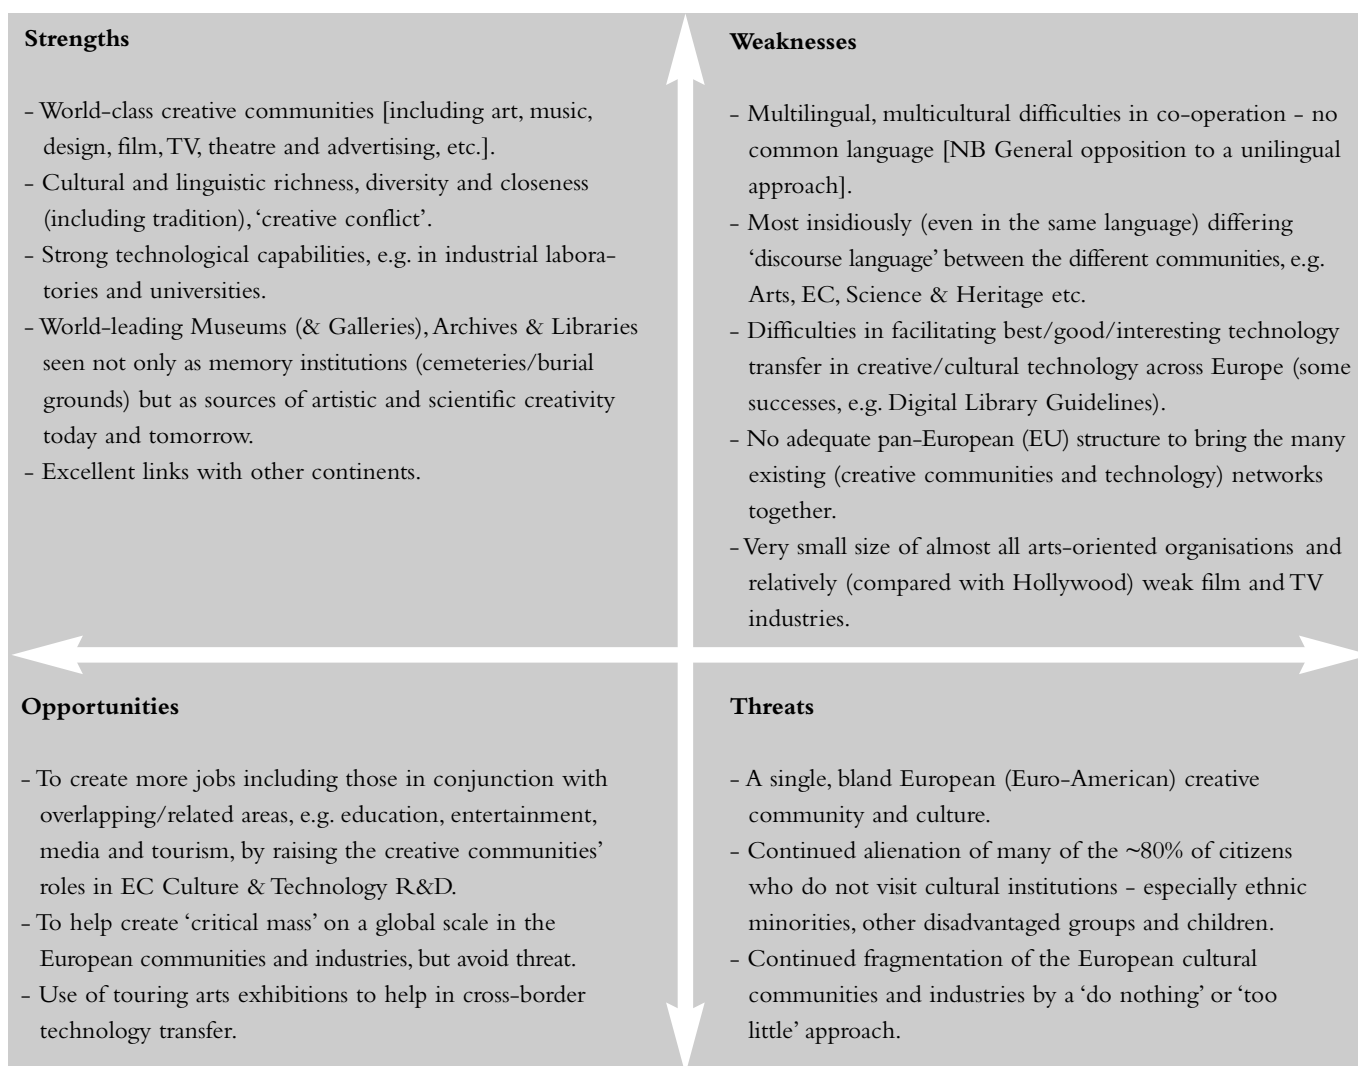 Strengths
- World-class creative communities [including art, music,
design, film, TV, theatre and advertising, etc.].
- Cultural and linguistic richness, diversity and closeness
(including tradition), ‘creative conflict’.
- Strong technological capabilities, e.g. in industrial labora-
tories and universities.
- World-leading Museums (& Galleries), Archives & Libraries
seen not only as memory institutions (cemeteries/burial
grounds) but as sources of artistic and scientific creativity
today and tomorrow.
- Excellent links with other continents.
Weaknesses
- Multilingual, multicultural difficulties in co-operation - no
common language [NB General opposition to a unilingual
approach].
- Most insidiously (even in the same language) differing
‘discourse language’ between the different communities, e.g.
Arts, EC, Science & Heritage etc.
- Difficulties in facilitating best/good/interesting technology
transfer in creative/cultural technology across Europe (some
successes, e.g. Digital Library Guidelines).
- No adequate pan-European (EU) structure to bring the many
existing (creative communities and technology) networks
together.
- Very small size of almost all arts-oriented organisations and
relatively (compared with Hollywood) weak film and TV
industries.
Opportunities
- To create more jobs including those in conjunction with
overlapping/related areas, e.g. education, entertainment,
media and tourism, by raising the creative communities’
roles in EC Culture & Technology R&D.
- To help create ‘critical mass’ on a global scale in the
European communities and industries, but avoid threat.
- Use of touring arts exhibitions to help in cross-border
technology transfer.
Threats
- A single, bland European (Euro-American) creative
community and culture.
- Continued alienation of many of the ~80% of citizens
who do not visit cultural institutions - especially ethnic
minorities, other disadvantaged groups and children.
- Continued fragmentation of the European cultural
communities and industries by a ‘do nothing’ or ‘too
little’ approach.